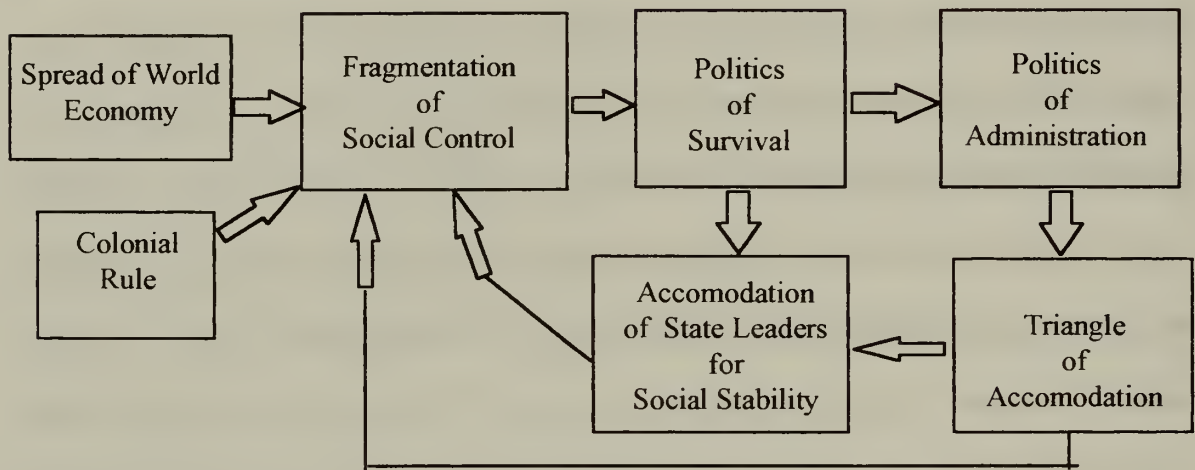 Spread of World
Economy
Fragmentation
of
Social Control
Politics
of
Survival
Politics
of
Administration
Colonial
Rule
Accomodation
of State Leaders
for
Social Stability
Triangle
of
Accomodation